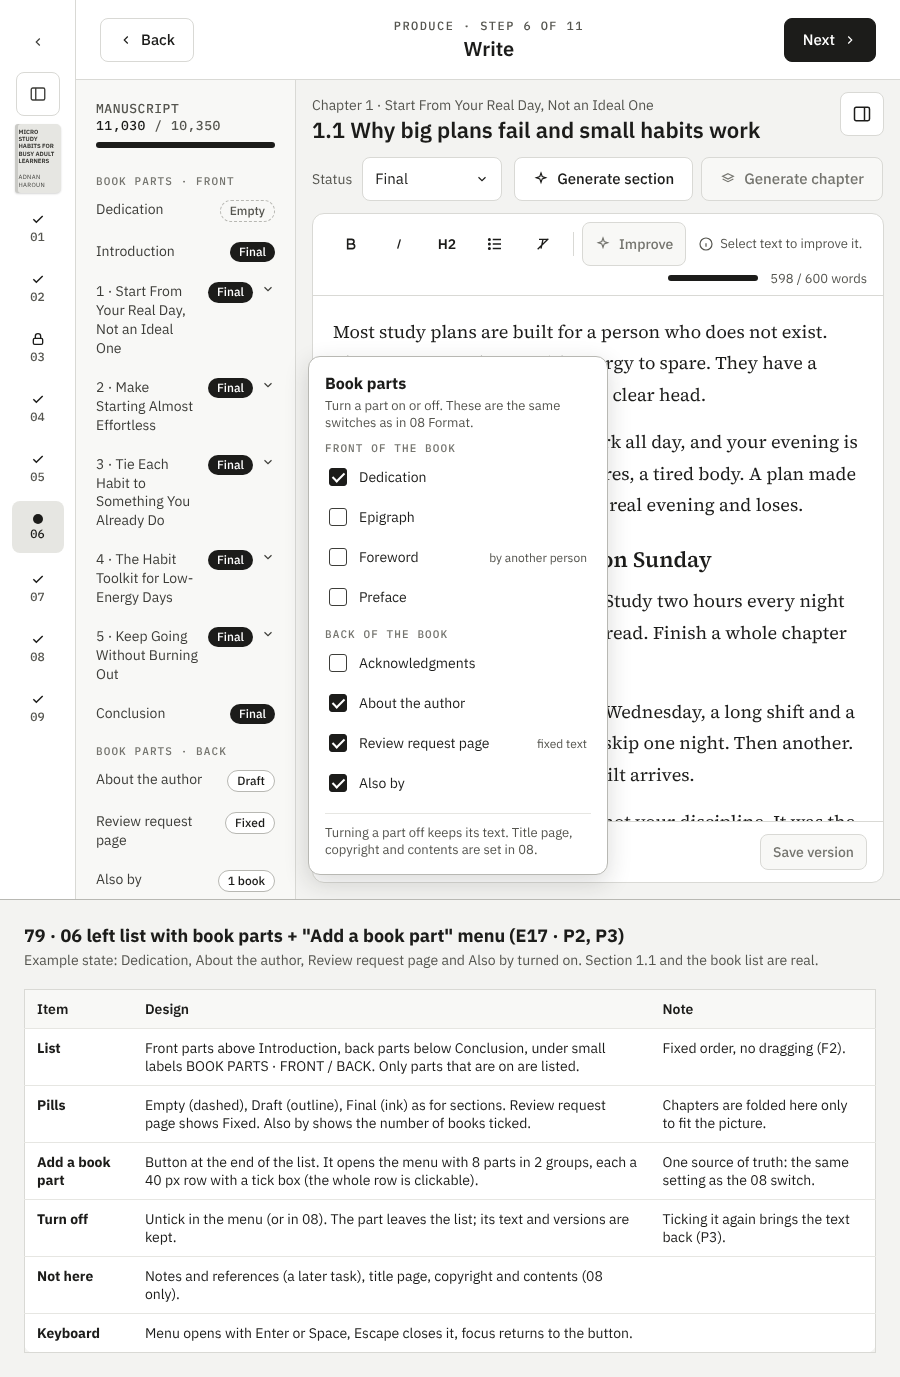 PRODUCE · STEP 6 OF 11
Back
Write
Next
MICRO
STUDY
HABITS FOR
BUSY ADULT
LEARNERS
ADNAN
HAROUN
01
02
03
04
05
06
07
08
09
MANUSCRIPT
11,030 / 10,350
BOOK PARTS · FRONT
Dedication Empty
Introduction Final
1 · Start From Final
Your Real Day,
Not an Ideal
One
2 · Make Final
Starting Almost
Effortless
3 · Tie Each Final
Habit to
Something You
Already Do
4 · The Habit Final
Toolkit for Low-
Energy Days
5 · Keep Going Final
Without Burning
Out
Conclusion Final
BOOK PARTS · BACK
About the author Draft
Review request Fixed
page
Also by 1 book
Chapter 1 · Start From Your Real Day, Not an Ideal One
1.1 Why big plans fail and small habits work
Status Final Generate section Generate chapter
B I H2 Improve Select text to improve it.
598 / 600 words
Most study plans are built for a person who does not exist.
rgy to spare. They have a
clear head.
rk all day, and your evening is
res, a tired body. A plan made
real evening and loses.
on Sunday
Study two hours every night
read. Finish a whole chapter
Wednesday, a long shift and a
skip one night. Then another.
ilt arrives.
not your discipline. It was the
Save version
Book parts
Turn a part on or off. These are the same
switches as in 08 Format.
FRONT OF THE BOOK
Dedication
Epigraph
Foreword by another person
Preface
BACK OF THE BOOK
Acknowledgments
About the author
Review request page fixed text
Also by
Turning a part off keeps its text. Title page,
copyright and contents are set in 08.
79 · 06 left list with book parts + "Add a book part" menu (E17 · P2, P3)
Example state: Dedication, About the author, Review request page and Also by turned on. Section 1.1 and the book list are real.
Item Design Note
List Front parts above Introduction, back parts below Conclusion, under small Fixed order, no dragging (F2).
labels BOOK PARTS · FRONT / BACK. Only parts that are on are listed.
Pills Empty (dashed), Draft (outline), Final (ink) as for sections. Review request Chapters are folded here only
page shows Fixed. Also by shows the number of books ticked. to fit the picture.
Add a book Button at the end of the list. It opens the menu with 8 parts in 2 groups, each a One source of truth: the same
part 40 px row with a tick box (the whole row is clickable). setting as the 08 switch.
Turn off Untick in the menu (or in 08). The part leaves the list; its text and versions are Ticking it again brings the text
kept. back (P3).
Not here Notes and references (a later task), title page, copyright and contents (08
only).
Keyboard Menu opens with Enter or Space, Escape closes it, focus returns to the button.